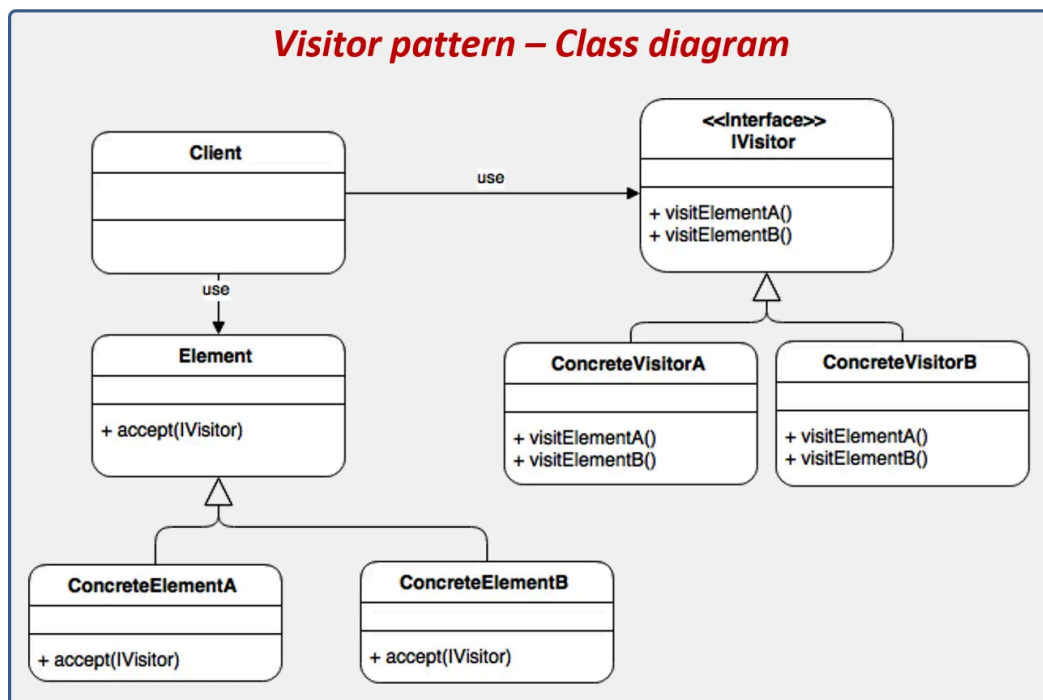 Visitor pattern – Class diagram
<<Interface>>
IVisitor
+ visitElementA()
+ visitElementB()
Client
use
use
Element
+ accept(IVisitor)
ConcreteVisitorA
+ visitElementA()
+ visitElementB()
ConcreteVisitorB
+ visitElementA()
+ visitElementB()
ConcreteElementA
+ accept(IVisitor)
ConcreteElementB
+ accept(IVisitor)